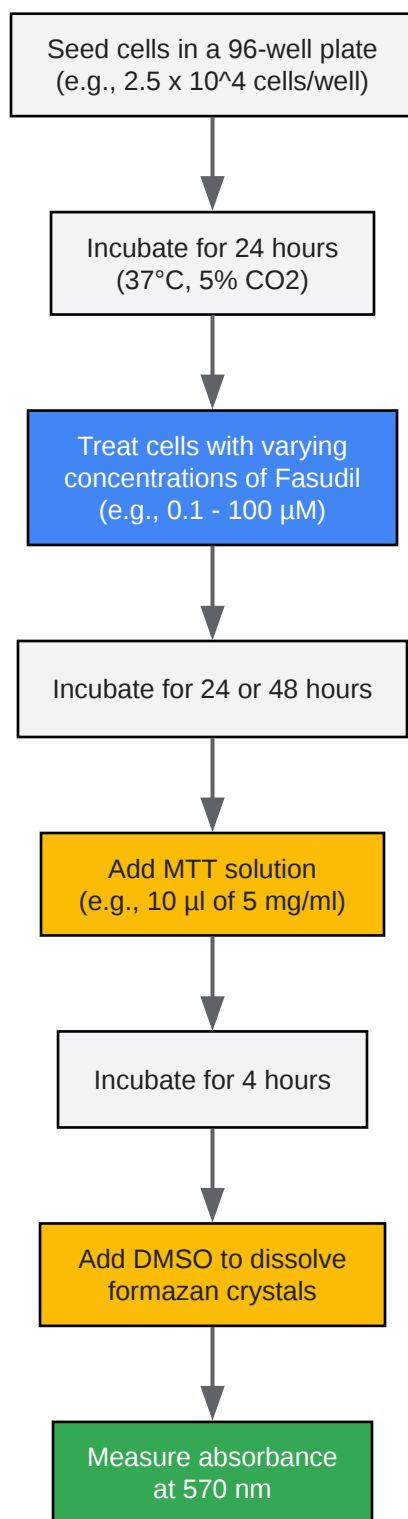 Seed cells in a 96-well plate
(e.g., 2.5 x 10^4 cells/well)
Incubate for 24 hours
(37°C, 5% CO2)
Treat cells with varying
concentrations of Fasudil
(e.g., 0.1 - 100 µM)
Incubate for 24 or 48 hours
Add MTT solution
(e.g., 10 µl of 5 mg/ml)
Incubate for 4 hours
Add DMSO to dissolve
formazan crystals
Measure absorbance
at 570 nm